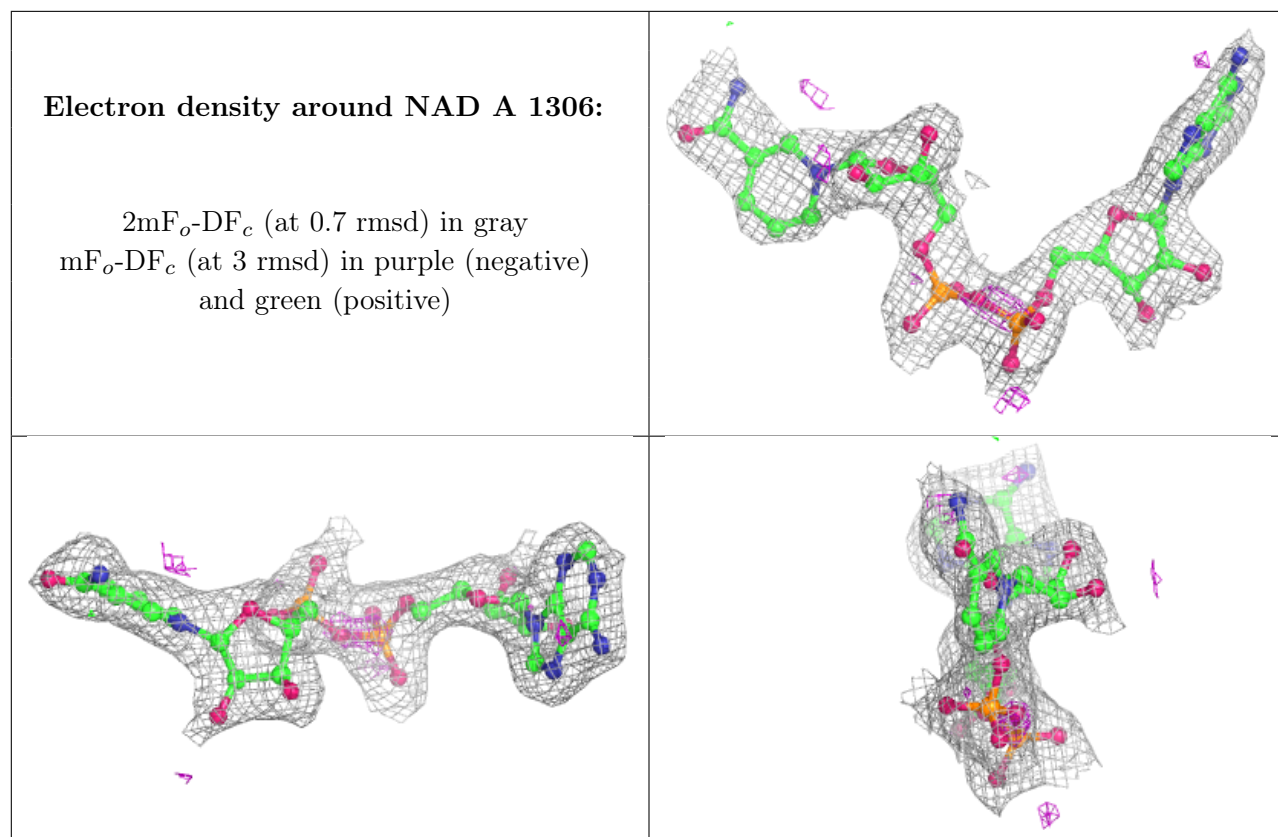 Electron density around NAD A 1306:
2mFₒ-DF𝒸 (at 0.7 rmsd) in gray
mFₒ-DF𝒸 (at 3 rmsd) in purple (negative)
and green (positive)